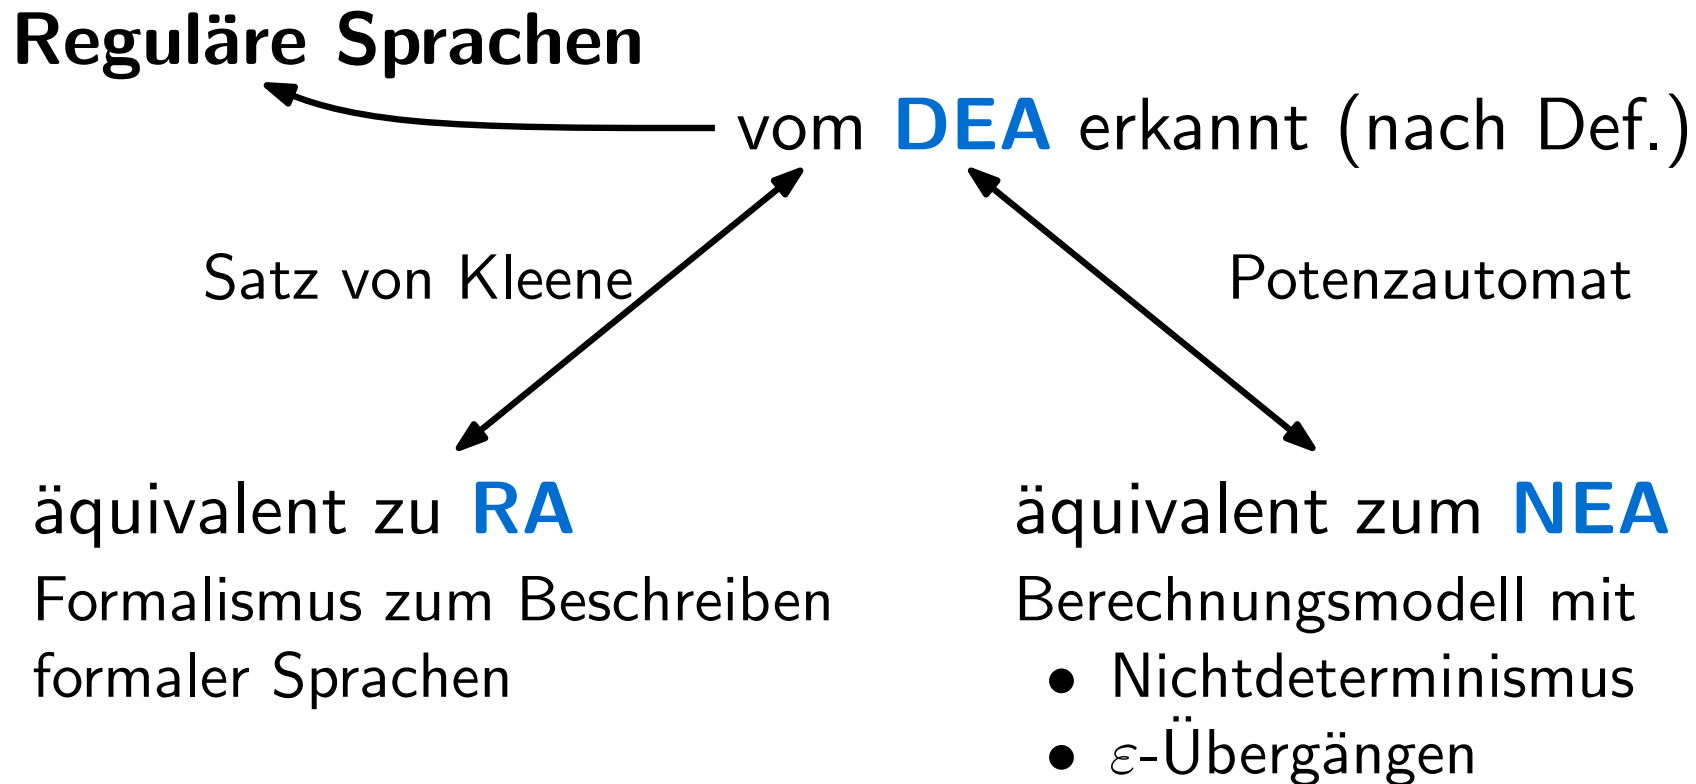 Reguläre Sprachen
vom DEA erkannt (nach Def.)
Satz von Kleene
Potenzautomat
äquivalent zu RA
Formalismus zum Beschreiben
formaler Sprachen
äquivalent zum NEA
Berechnungsmodell mit
• Nichtdeterminismus
• ε-Übergängen